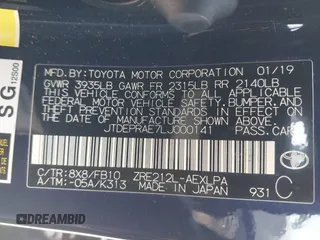 SG
12S00
MFD. BY: TOYOTA MOTOR CORPORATION 01/19
GVWR 3935LB GAWR FR 2315LB RR 2140LB
THIS VEHICLE CONFORMS TO ALL APPLICABLE
FEDERAL MOTOR VEHICLE SAFETY, BUMPER, AND
THEFT PREVENTION STANDARDS IN EFFECT ON THE
DATE OF MANUFACTURE SHOWN ABOVE.
JTDEPRAE7LJ000141 PASS. CAR
C/TR: 8X8/FB10 ZRE212L-AEXLPA
A/TM: -05A/K313 MADE IN JAPAN 931 C
DREAMBID